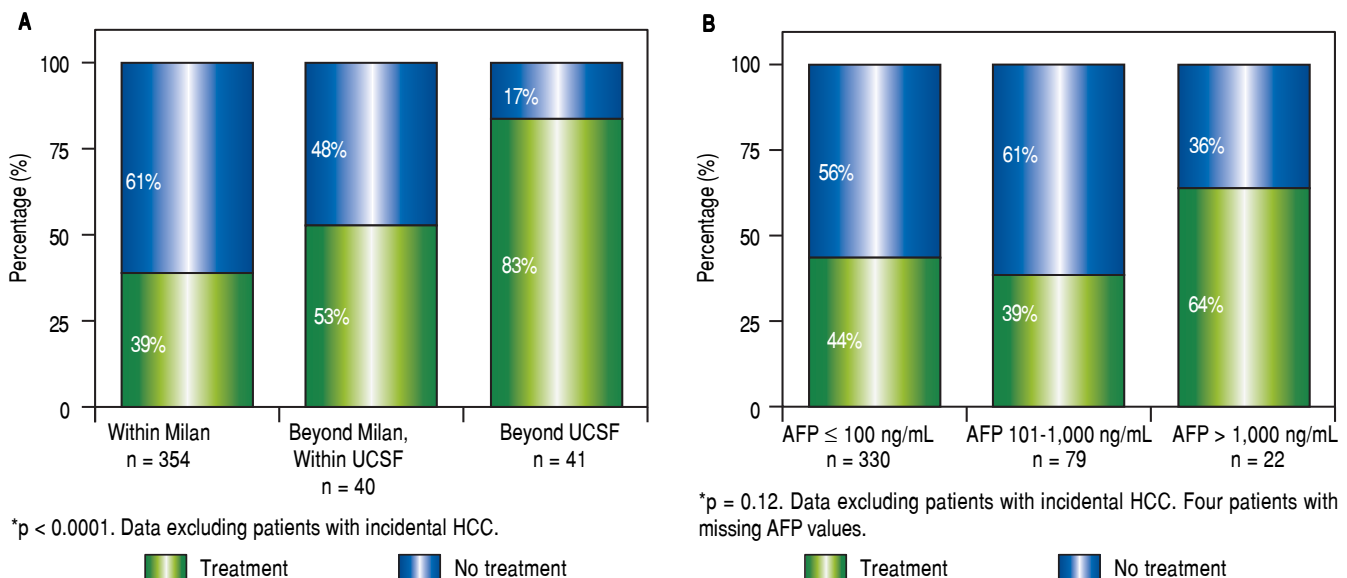 A
Percentage (%)
100
75
50
25
0
61%
39%
48%
53%
17%
83%
Within Milan
n = 354
Beyond Milan,
Within UCSF
n = 40
Beyond UCSF
n = 41
*p < 0.0001. Data excluding patients with incidental HCC.
Treatment
No treatment
B
Percentage (%)
100
75
50
25
0
56%
44%
61%
39%
36%
64%
AFP ≤ 100 ng/mL
n = 330
AFP 101-1,000 ng/mL
n = 79
AFP > 1,000 ng/mL
n = 22
*p = 0.12. Data excluding patients with incidental HCC. Four patients with
missing AFP values.
Treatment
No treatment